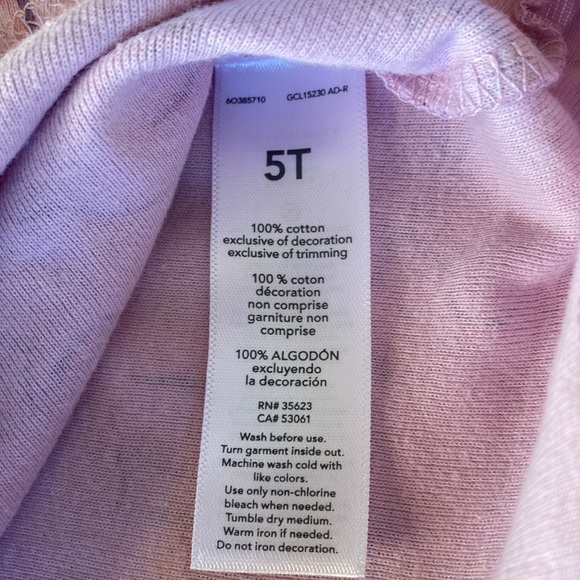 6O385710 GCL15230 AD-R
5T
100% cotton
exclusive of decoration
exclusive of trimming
100 % coton
décoration
non comprise
garniture non
comprise
100% ALGODÓN
excluyendo
la decoración
RN# 35623
CA# 53061
Wash before use.
Turn garment inside out.
Machine wash cold with
like colors.
Use only non-chlorine
bleach when needed.
Tumble dry medium.
Warm iron if needed.
Do not iron decoration.